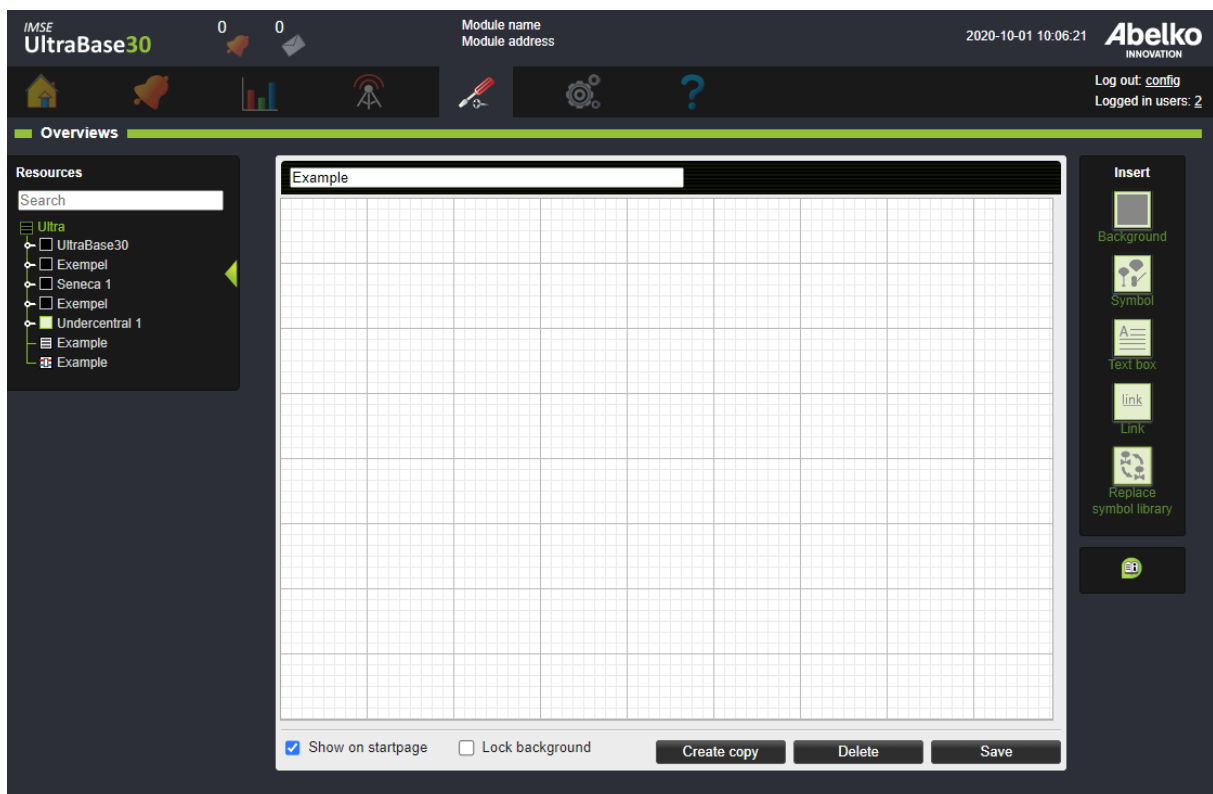 IMSE
UltraBase30
0
0
Module name
Module address
2020-10-01 10:06:21
Abelko
INNOVATION
Log out: config
Logged in users: 2
Overviews
Resources
Search
Ultra
UltraBase30
Exempel
Seneca 1
Exempel
Undercentral 1
Example
Example
Example
Show on startpage
Lock background
Create copy
Delete
Save
Insert
Background
Symbol
A
Text box
link
Link
Replace
symbol library